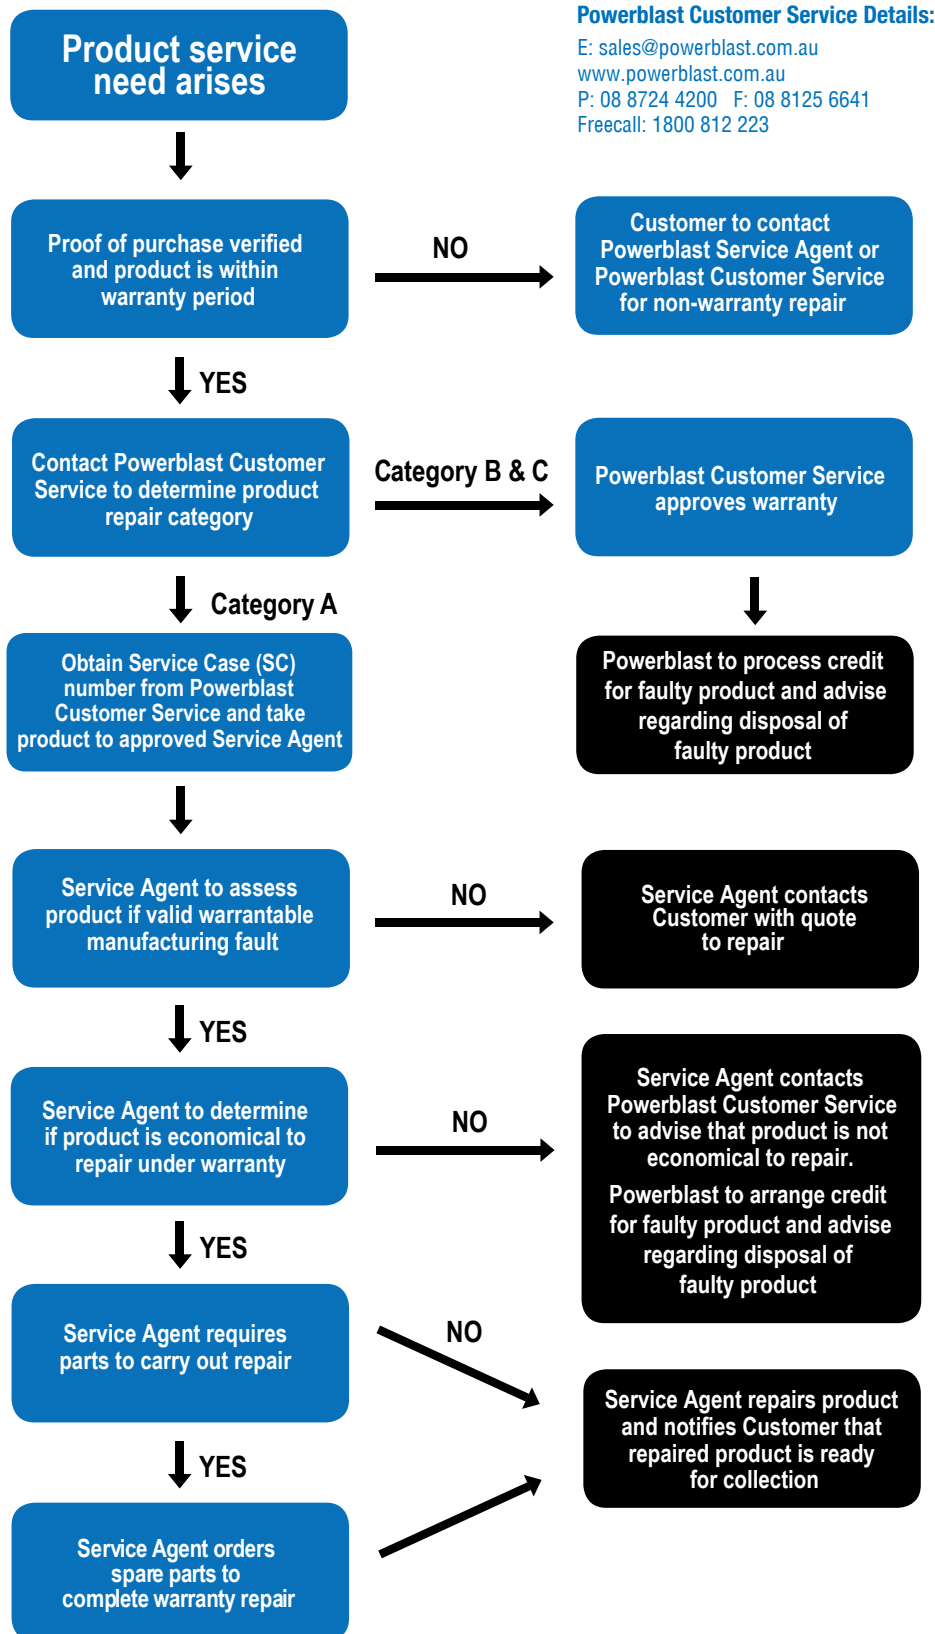 Powerblast Customer Service Details:
E: sales@powerblast.com.au
www.powerblast.com.au
P: 08 8724 4200   F: 08 8125 6641
Freecall: 1800 812 223
Product service
need arises
Proof of purchase verified
and product is within
warranty period
NO
Customer to contact
Powerblast Service Agent or
Powerblast Customer Service
for non-warranty repair
YES
Contact Powerblast Customer
Service to determine product
repair category
Category B & C
Powerblast Customer Service
approves warranty
Category A
Powerblast to process credit
for faulty product and advise
regarding disposal of
faulty product
Obtain Service Case (SC)
number from Powerblast
Customer Service and take
product to approved Service Agent
Service Agent to assess
product if valid warrantable
manufacturing fault
NO
Service Agent contacts
Customer with quote
to repair
YES
Service Agent to determine
if product is economical to
repair under warranty
NO
Service Agent contacts
Powerblast Customer Service
to advise that product is not
economical to repair.
Powerblast to arrange credit
for faulty product and advise
regarding disposal of
faulty product
YES
Service Agent requires
parts to carry out repair
NO
Service Agent repairs product
and notifies Customer that
repaired product is ready
for collection
YES
Service Agent orders
spare parts to
complete warranty repair